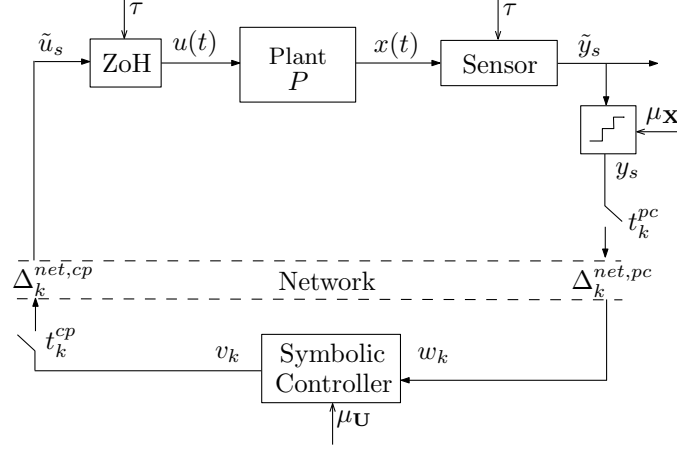 τ
τ
ũ_s
u(t)
x(t)
ỹ_s
ZoH
Plant
P
Sensor
μ_𝐗
y_s
t_k^{pc}
Δ_k^{net,cp}
Network
Δ_k^{net,pc}
t_k^{cp}
v_k
Symbolic
Controller
w_k
μ_𝐔